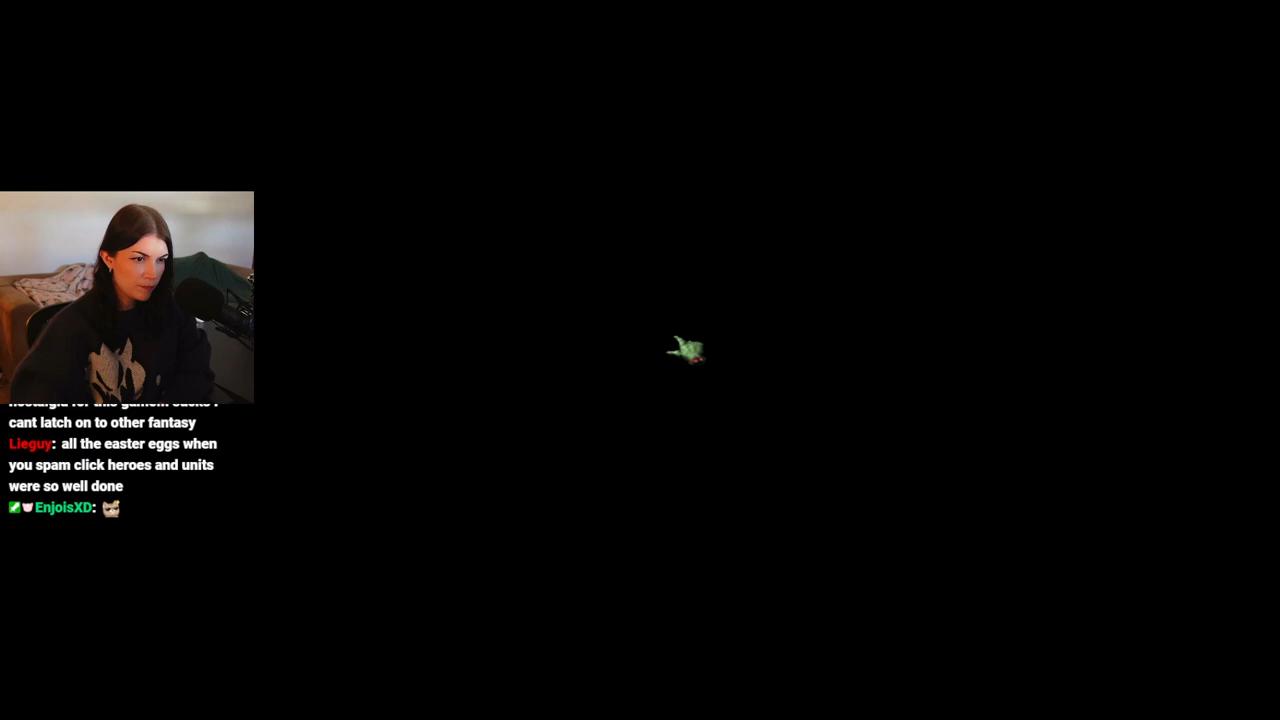 cant latch on to other fantasy
Lieguy: all the easter eggs when
you spam click heroes and units
were so well done
EnjoisXD: